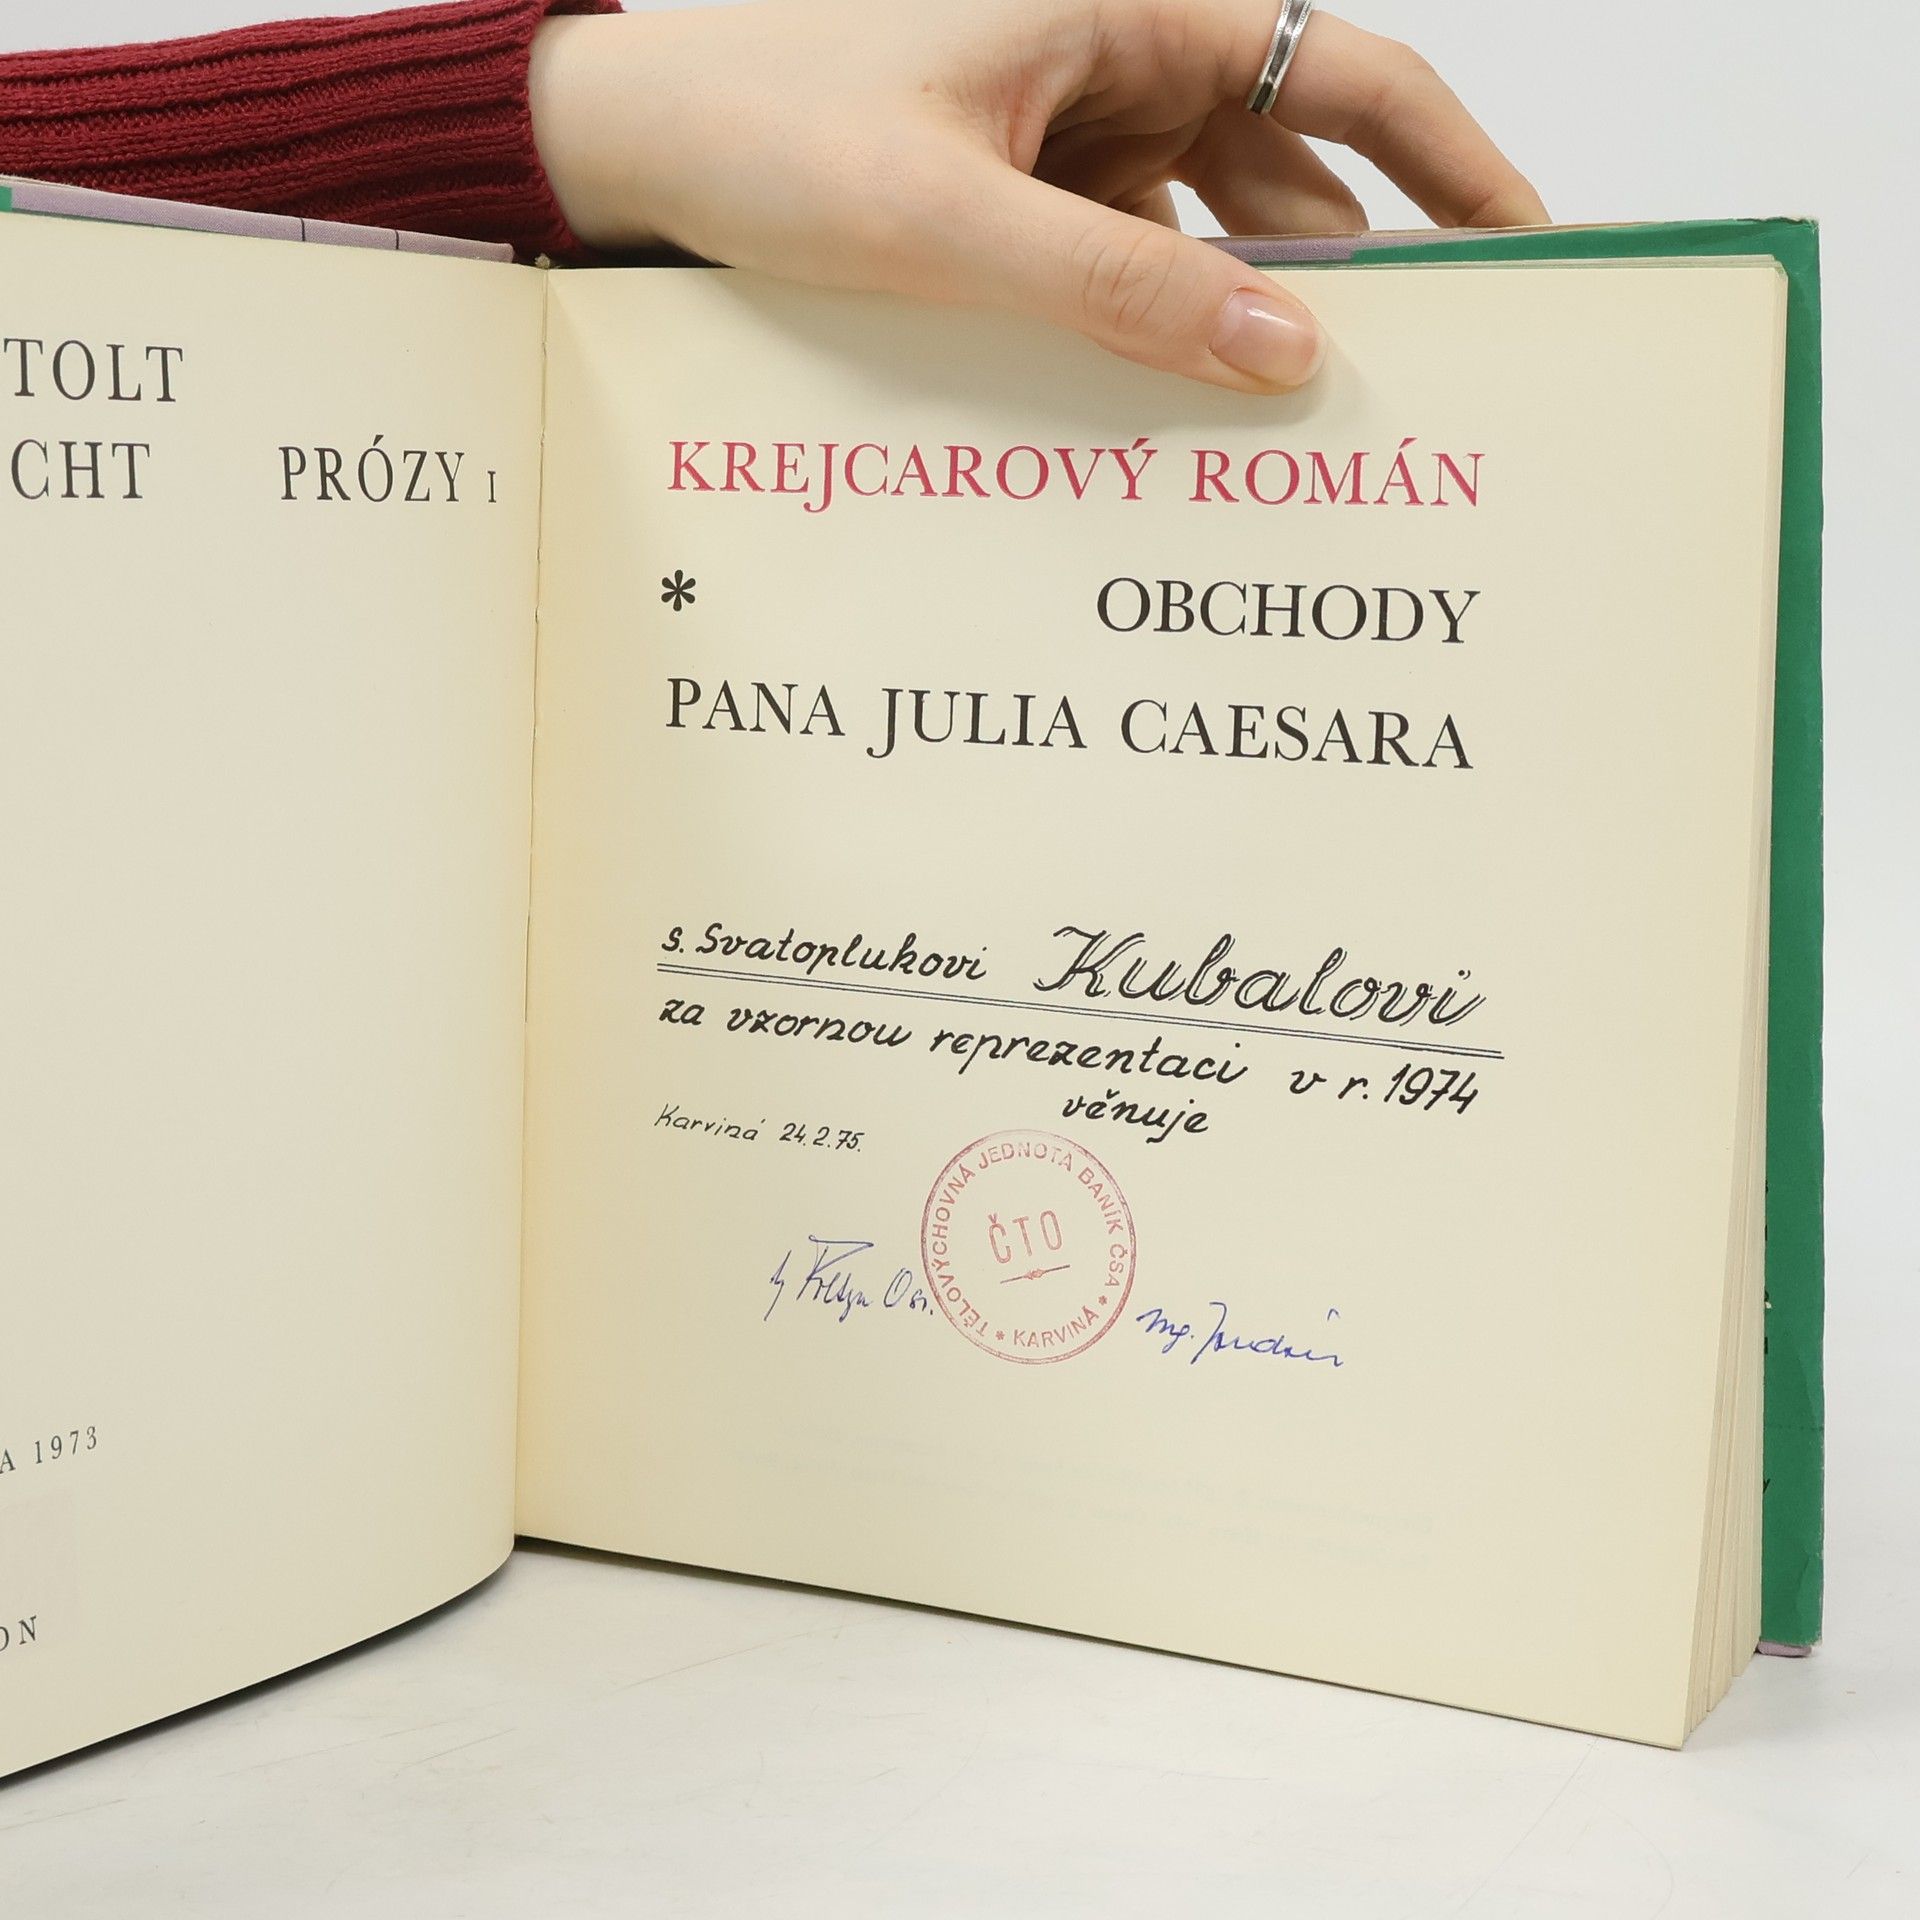 TOLT
CHT PRÓZY I
A 1973
ON
KREJCAROVÝ ROMÁN
* OBCHODY
PANA JULIA CAESARA
s. Svatoplukovi Kubalovi
za vzornou reprezentaci v r. 1974
věnuje
Karviná 24.2.75.
TĚLOVÝCHOVNÁ JEDNOTA BANÍK ČSA * KARVINÁ *
ČTO
Ing.